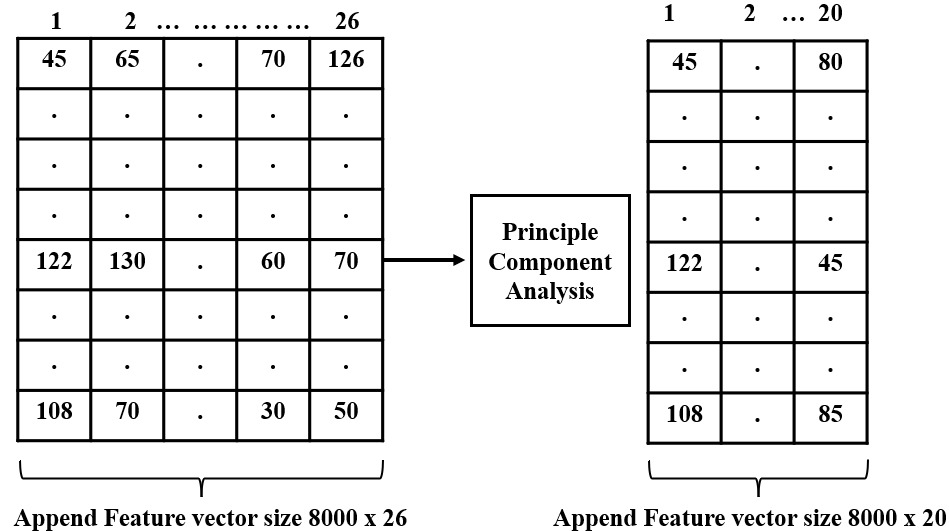 1 2 … … … … … 26
45 65 . 70 126
. . . . .
. . . . .
. . . . .
122 130 . 60 70
. . . . .
. . . . .
108 70 . 30 50
Append Feature vector size 8000 x 26
Principle
Component
Analysis
1 2 … 20
45 . 80
. . .
. . .
. . .
122 . 45
. . .
. . .
108 . 85
Append Feature vector size 8000 x 20